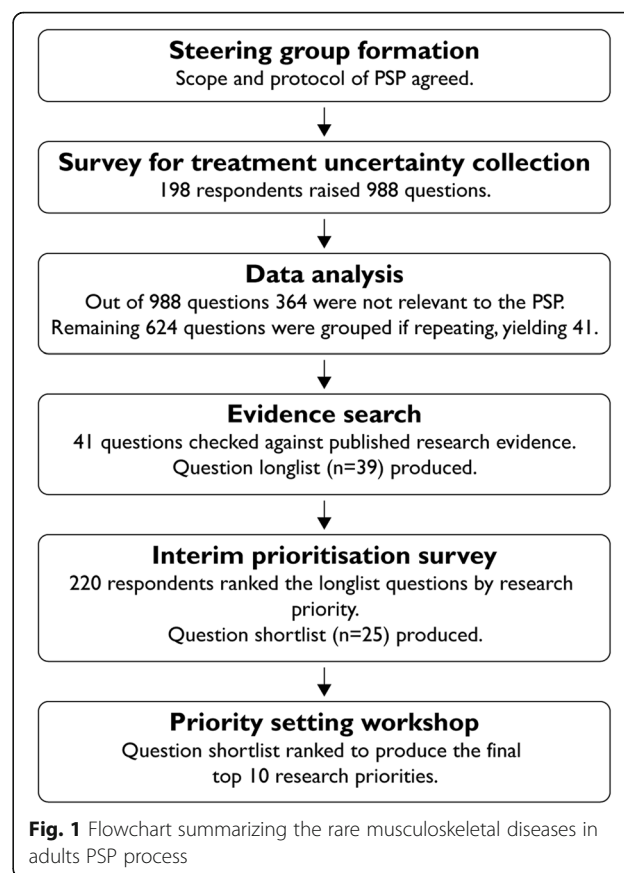 Steering group formation
Scope and protocol of PSP agreed.
Survey for treatment uncertainty collection
198 respondents raised 988 questions.
Data analysis
Out of 988 questions 364 were not relevant to the PSP.
Remaining 624 questions were grouped if repeating, yielding 41.
Evidence search
41 questions checked against published research evidence.
Question longlist (n=39) produced.
Interim prioritisation survey
220 respondents ranked the longlist questions by research
priority.
Question shortlist (n=25) produced.
Priority setting workshop
Question shortlist ranked to produce the final
top 10 research priorities.
Fig. 1 Flowchart summarizing the rare musculoskeletal diseases in
adults PSP process